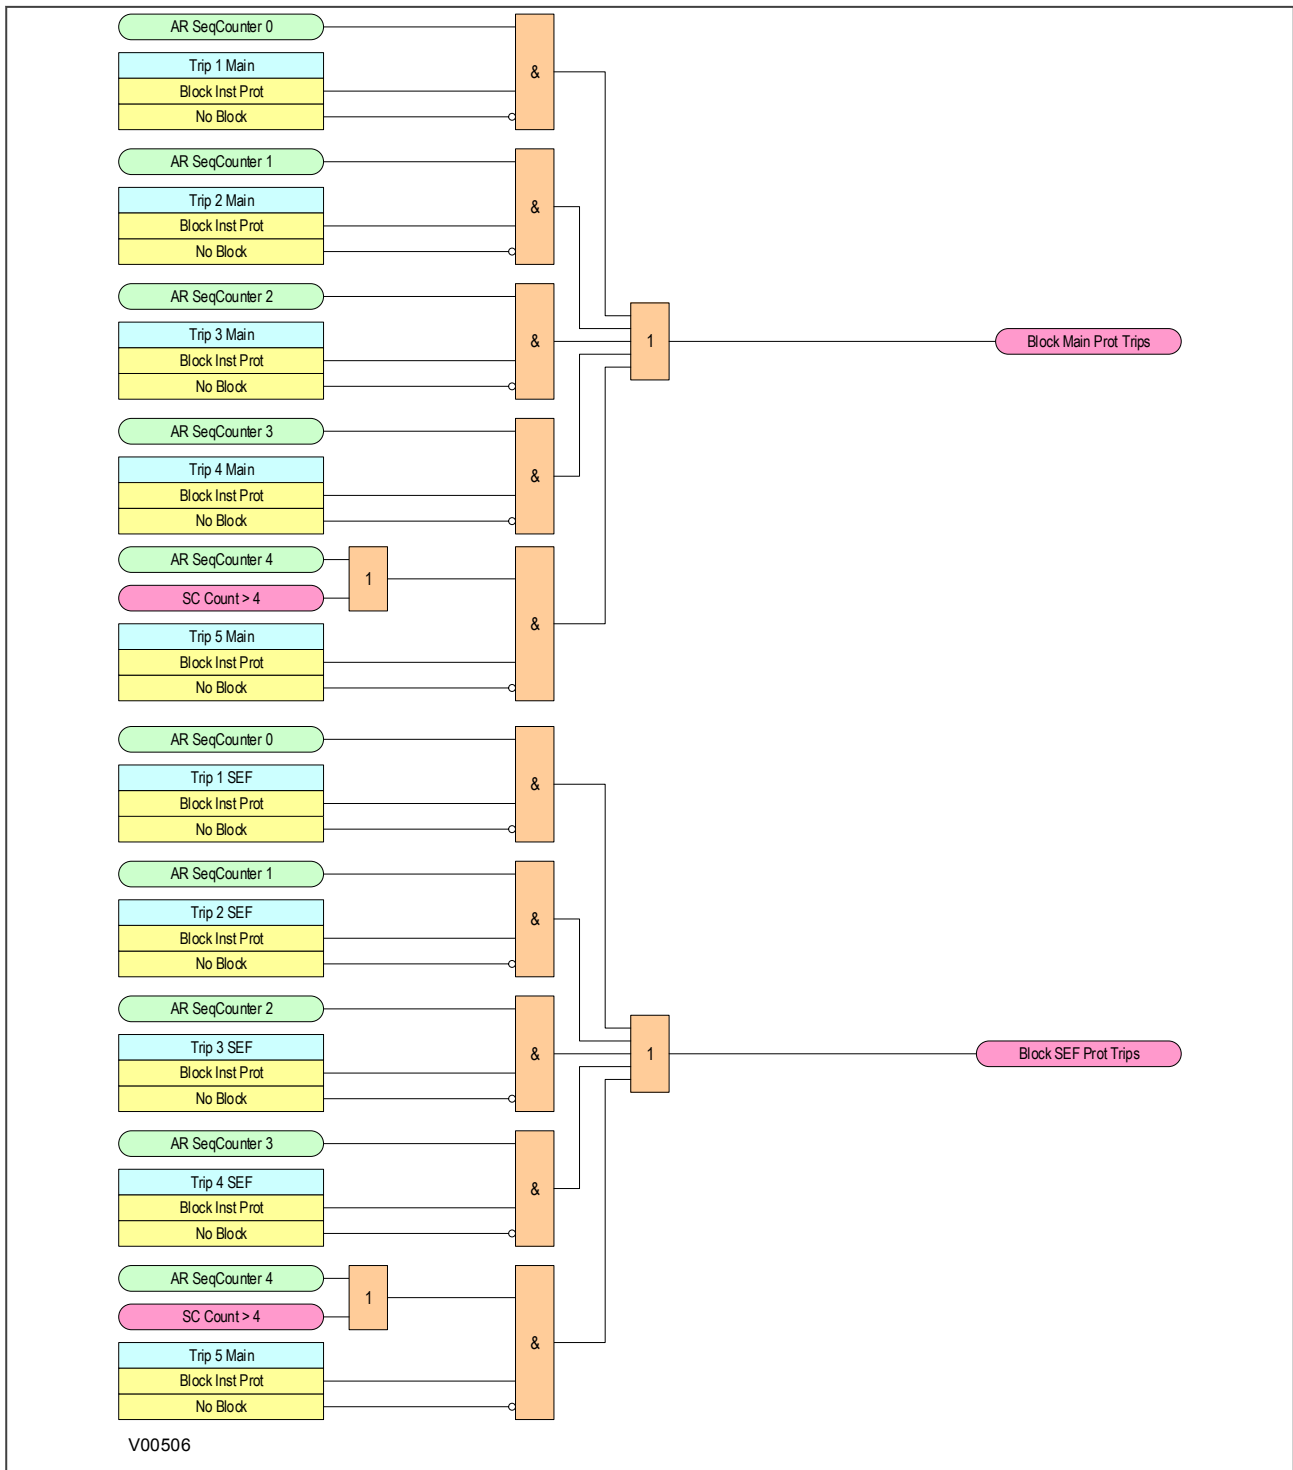 AR SeqCounter 0
Trip 1 Main
&
Block Inst Prot
No Block
AR SeqCounter 1
Trip 2 Main
&
Block Inst Prot
No Block
AR SeqCounter 2
Trip 3 Main
&
1
Block Main Prot Trips
Block Inst Prot
No Block
AR SeqCounter 3
Trip 4 Main
&
Block Inst Prot
No Block
AR SeqCounter 4
1
SC Count > 4
&
Trip 5 Main
Block Inst Prot
No Block
AR SeqCounter 0
Trip 1 SEF
&
Block Inst Prot
No Block
AR SeqCounter 1
Trip 2 SEF
&
Block Inst Prot
No Block
AR SeqCounter 2
Trip 3 SEF
&
1
Block SEF Prot Trips
Block Inst Prot
No Block
AR SeqCounter 3
Trip 4 SEF
&
Block Inst Prot
No Block
AR SeqCounter 4
1
SC Count > 4
&
Trip 5 Main
Block Inst Prot
No Block
V00506